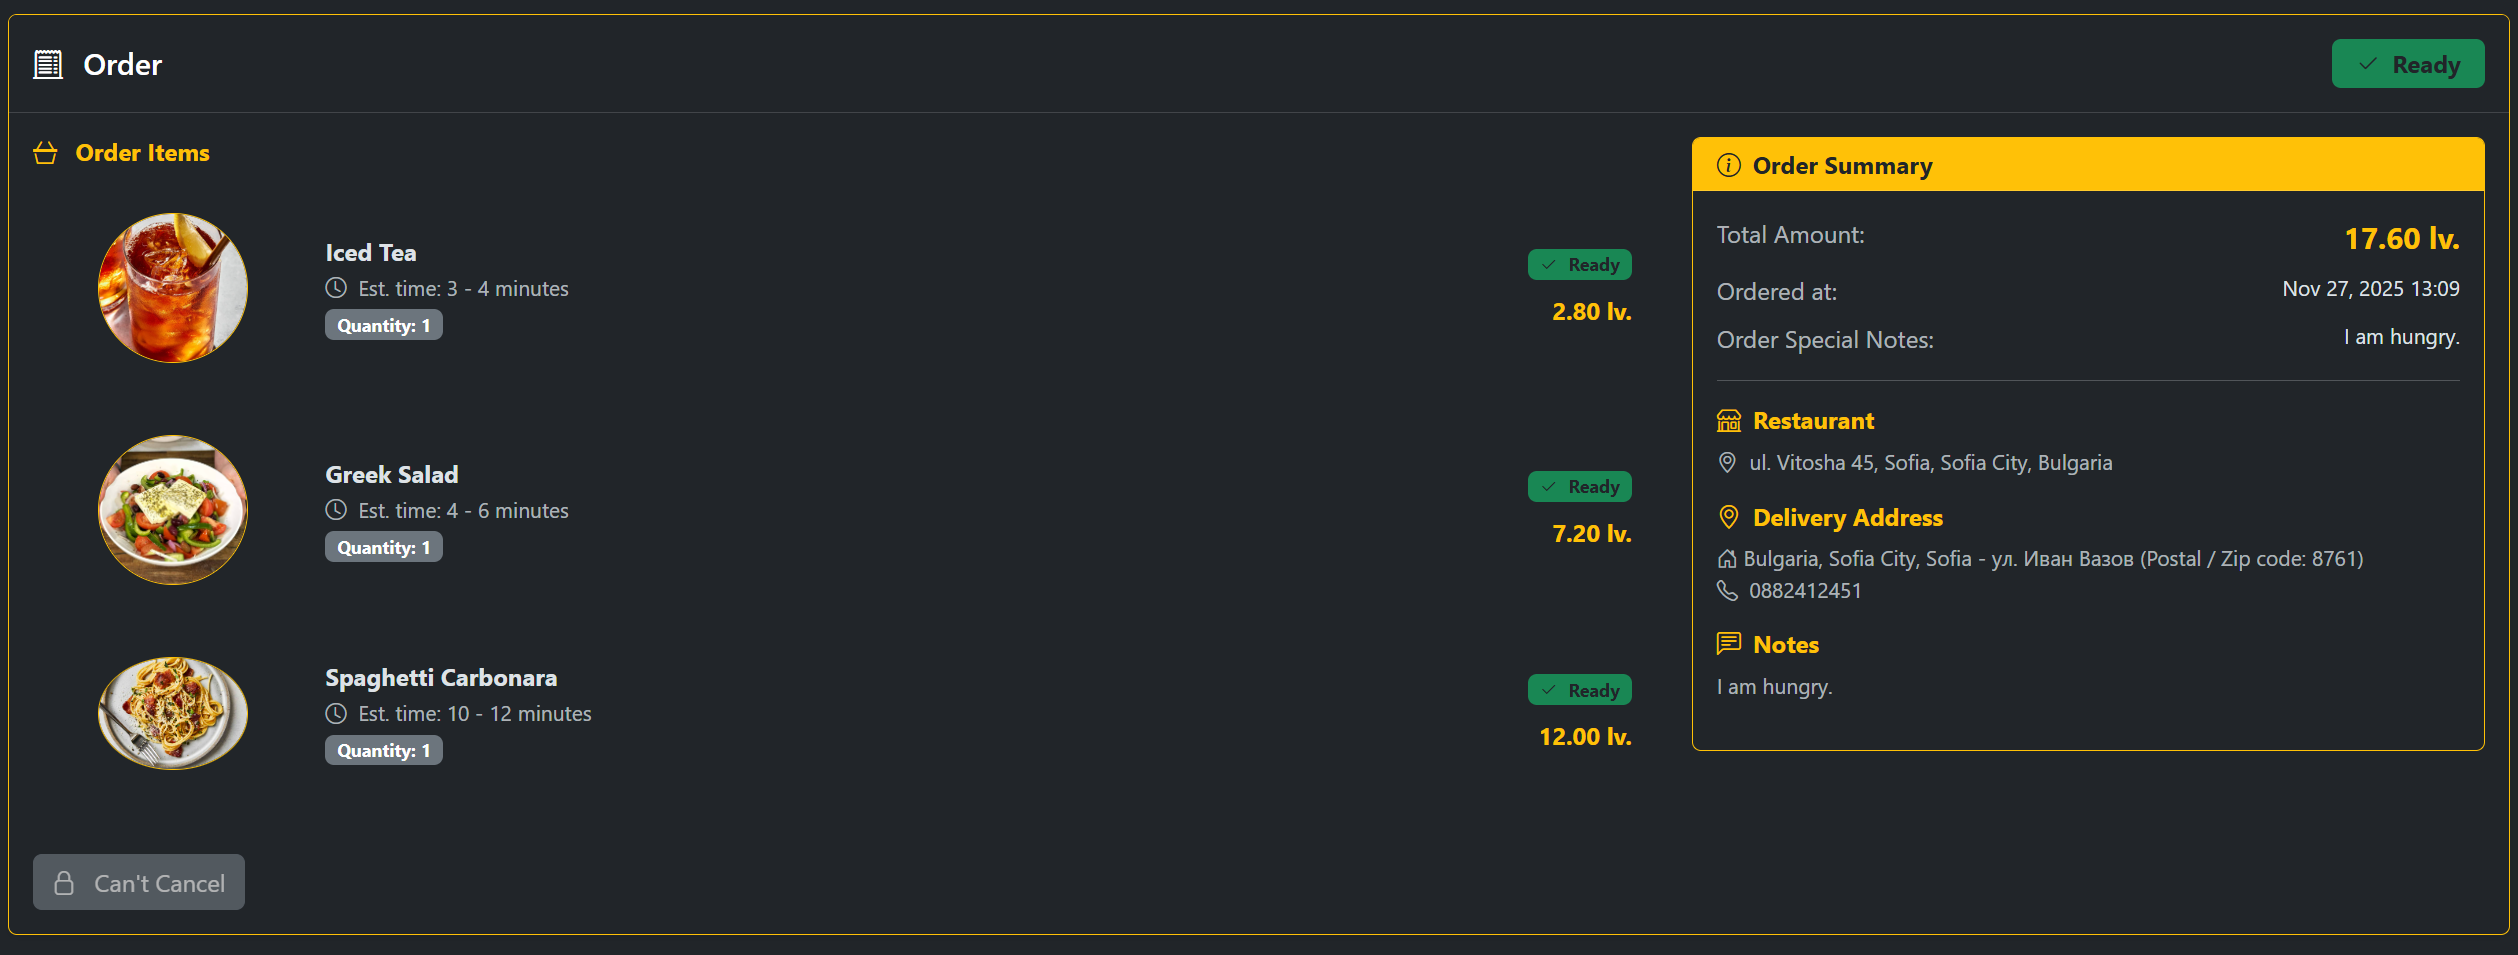 Order
Ready
Order Items
Iced Tea
Est. time: 3 - 4 minutes
Quantity: 1
Ready
2.80 lv.
Greek Salad
Est. time: 4 - 6 minutes
Quantity: 1
Ready
7.20 lv.
Spaghetti Carbonara
Est. time: 10 - 12 minutes
Quantity: 1
Ready
12.00 lv.
Can't Cancel
Order Summary
Total Amount: 17.60 lv.
Ordered at: Nov 27, 2025 13:09
Order Special Notes: I am hungry.
Restaurant
ul. Vitosha 45, Sofia, Sofia City, Bulgaria
Delivery Address
Bulgaria, Sofia City, Sofia - ул. Иван Вазов (Postal / Zip code: 8761)
0882412451
Notes
I am hungry.